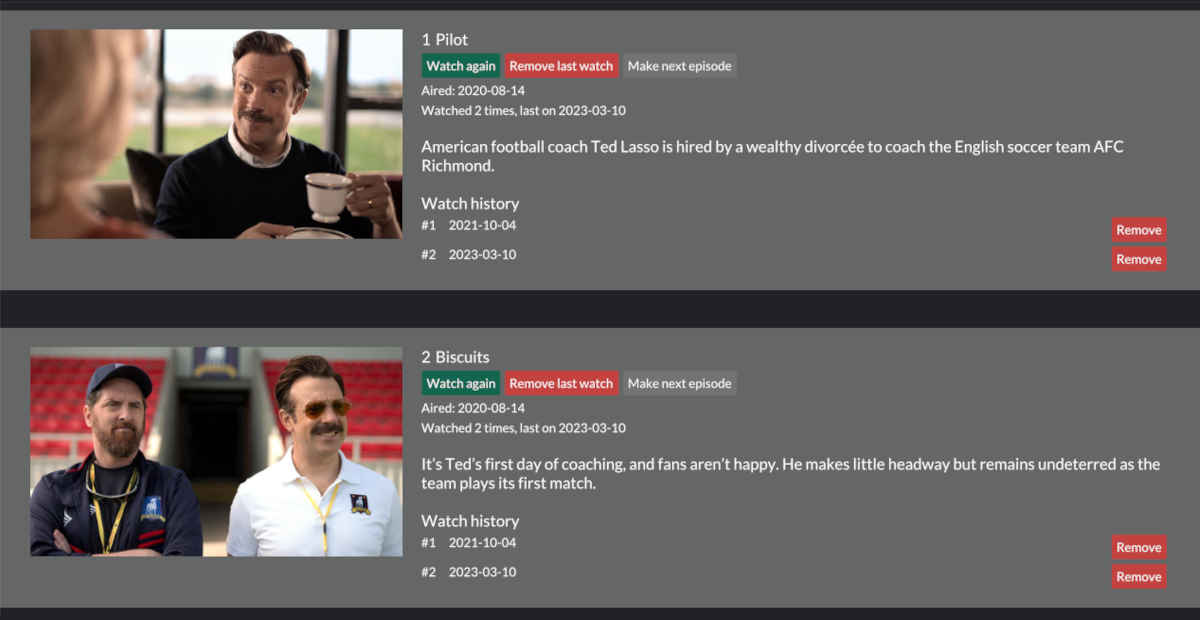 1 Pilot
Watch again Remove last watch Make next episode
Aired: 2020-08-14
Watched 2 times, last on 2023-03-10
American football coach Ted Lasso is hired by a wealthy divorcée to coach the English soccer team AFC
Richmond.
Watch history
#1 2021-10-04
Remove
#2 2023-03-10
Remove
2 Biscuits
Watch again Remove last watch Make next episode
Aired: 2020-08-14
Watched 2 times, last on 2023-03-10
It’s Ted’s first day of coaching, and fans aren’t happy. He makes little headway but remains undeterred as the
team plays its first match.
Watch history
#1 2021-10-04
Remove
#2 2023-03-10
Remove